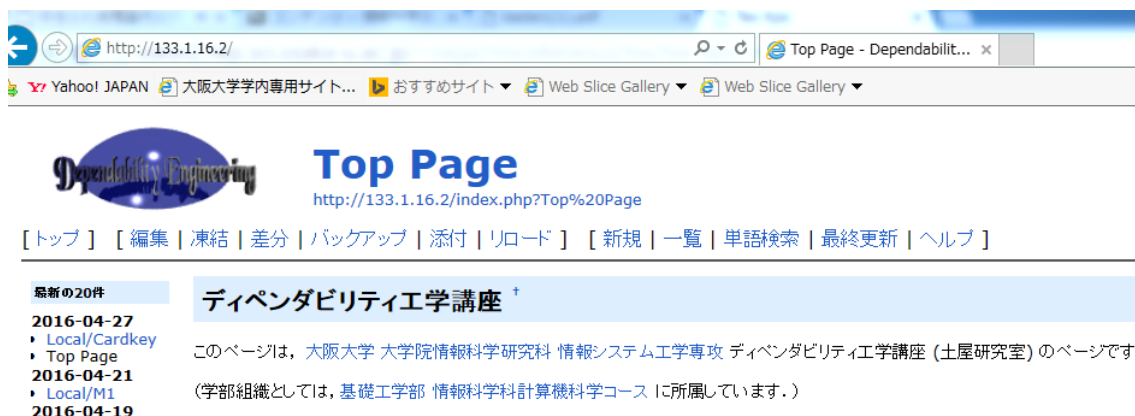 http://133.1.16.2/
Top Page - Dependabilit... ×
Yahoo! JAPAN 大阪大学学内専用サイト... おすすめサイト ▼ Web Slice Gallery ▼ Web Slice Gallery ▼
Dependability Engineering
Top Page
http://133.1.16.2/index.php?Top%20Page
[ トップ ] [ 編集 | 凍結 | 差分 | バックアップ | 添付 | リロード ] [ 新規 | 一覧 | 単語検索 | 最終更新 | ヘルプ ]
最新の20件
2016-04-27
Local/Cardkey
Top Page
2016-04-21
Local/M1
2016-04-19
ディペンダビリティ工学講座 †
このページは，大阪大学 大学院情報科学研究科 情報システム工学専攻 ディペンダビリティ工学講座 (土屋研究室) のページです
(学部組織としては，基礎工学部 情報科学科計算機科学コース に所属しています．)